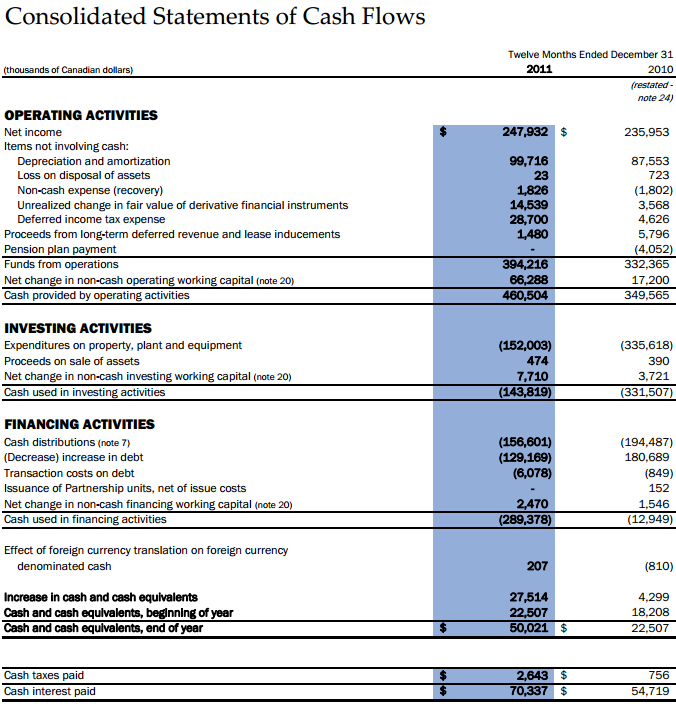 Consolidated Statements of Cash Flows
Twelve Months Ended December 31
(thousands of Canadian dollars) 2011 2010
(restated -
note 24)
OPERATING ACTIVITIES
Net income $ 247,932 $ 235,953
Items not involving cash:
Depreciation and amortization 99,716 87,553
Loss on disposal of assets 23 723
Non-cash expense (recovery) 1,826 (1,802)
Unrealized change in fair value of derivative financial instruments 14,539 3,568
Deferred income tax expense 28,700 4,626
Proceeds from long-term deferred revenue and lease inducements 1,480 5,796
Pension plan payment - (4,052)
Funds from operations 394,216 332,365
Net change in non-cash operating working capital (note 20) 66,288 17,200
Cash provided by operating activities 460,504 349,565
INVESTING ACTIVITIES
Expenditures on property, plant and equipment (152,003) (335,618)
Proceeds on sale of assets 474 390
Net change in non-cash investing working capital (note 20) 7,710 3,721
Cash used in investing activities (143,819) (331,507)
FINANCING ACTIVITIES
Cash distributions (note 7) (156,601) (194,487)
(Decrease) increase in debt (129,169) 180,689
Transaction costs on debt (6,078) (849)
Issuance of Partnership units, net of issue costs - 152
Net change in non-cash financing working capital (note 20) 2,470 1,546
Cash used in financing activities (289,378) (12,949)
Effect of foreign currency translation on foreign currency
denominated cash 207 (810)
Increase in cash and cash equivalents 27,514 4,299
Cash and cash equivalents, beginning of year 22,507 18,208
Cash and cash equivalents, end of year $ 50,021 $ 22,507
Cash taxes paid $ 2,643 $ 756
Cash interest paid $ 70,337 $ 54,719